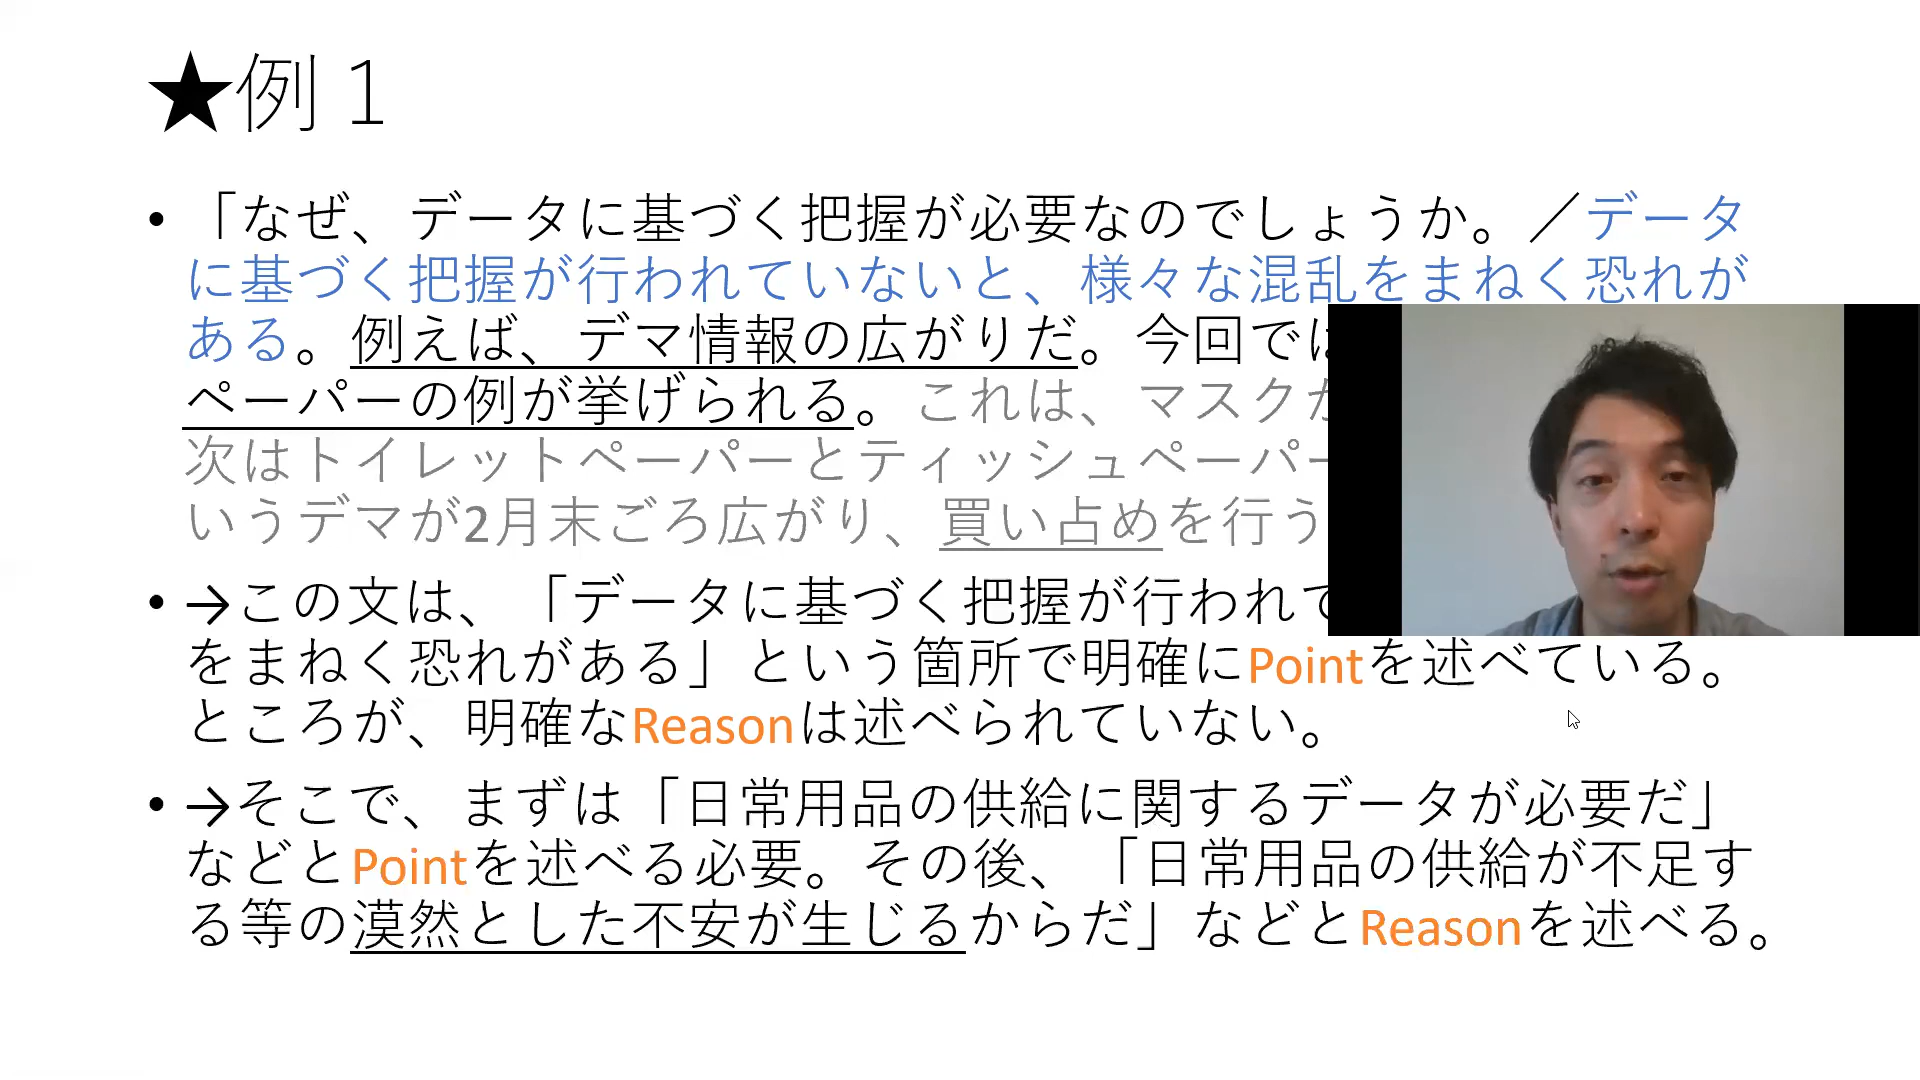 ★例１
• 「なぜ、データに基づく把握が必要なのでしょうか。／データ
に基づく把握が行われていないと、様々な混乱をまねく恐れが
ある。例えば、デマ情報の広がりだ。今回で
ペーパーの例が挙げられる。これは、マスク
次はトイレットペーパーとティッシュペーパー
いうデマが2月末ごろ広がり、買い占めを行う
• →この文は、「データに基づく把握が行われて
をまねく恐れがある」という箇所で明確にPointを述べている。
ところが、明確なReasonは述べられていない。
• →そこで、まずは「日常用品の供給に関するデータが必要だ」
などとPointを述べる必要。その後、「日常用品の供給が不足す
る等の漠然とした不安が生じるからだ」などとReasonを述べる。